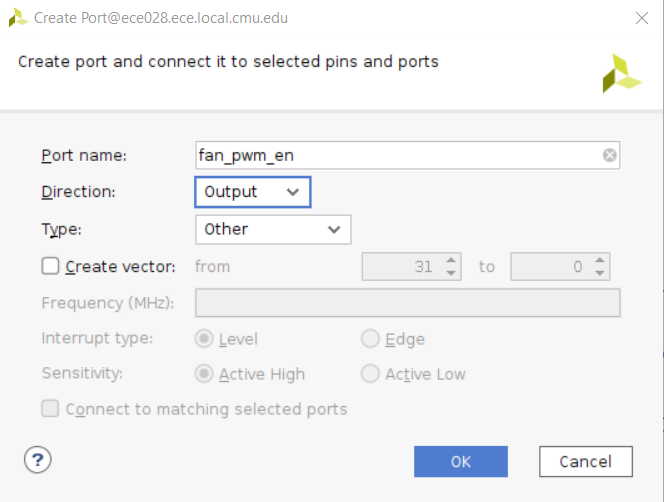 Create Port@ece028.ece.local.cmu.edu
Create port and connect it to selected pins and ports
Port name: fan_pwm_en
Direction: Output
Type: Other
Create vector: from 31 to 0
Frequency (MHz):
Interrupt type: Level Edge
Sensitivity: Active High Active Low
Connect to matching selected ports
? OK Cancel